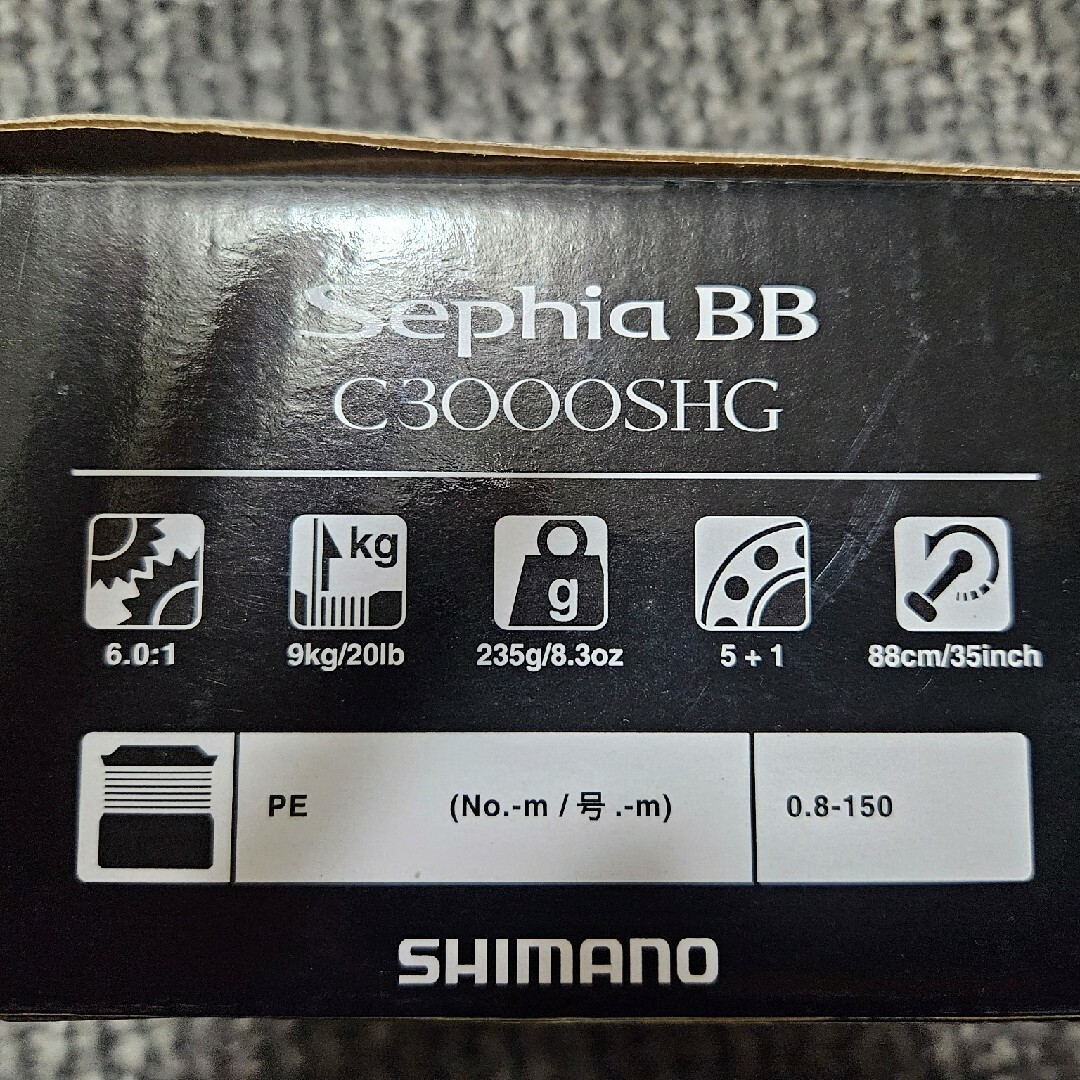 Sephia BB
C3000SHG
kg
g
6.0:1 9kg/20lb 235g/8.3oz 5 + 1 88cm/35inch
PE (No.-m / 号 .-m) 0.8-150
SHIMANO